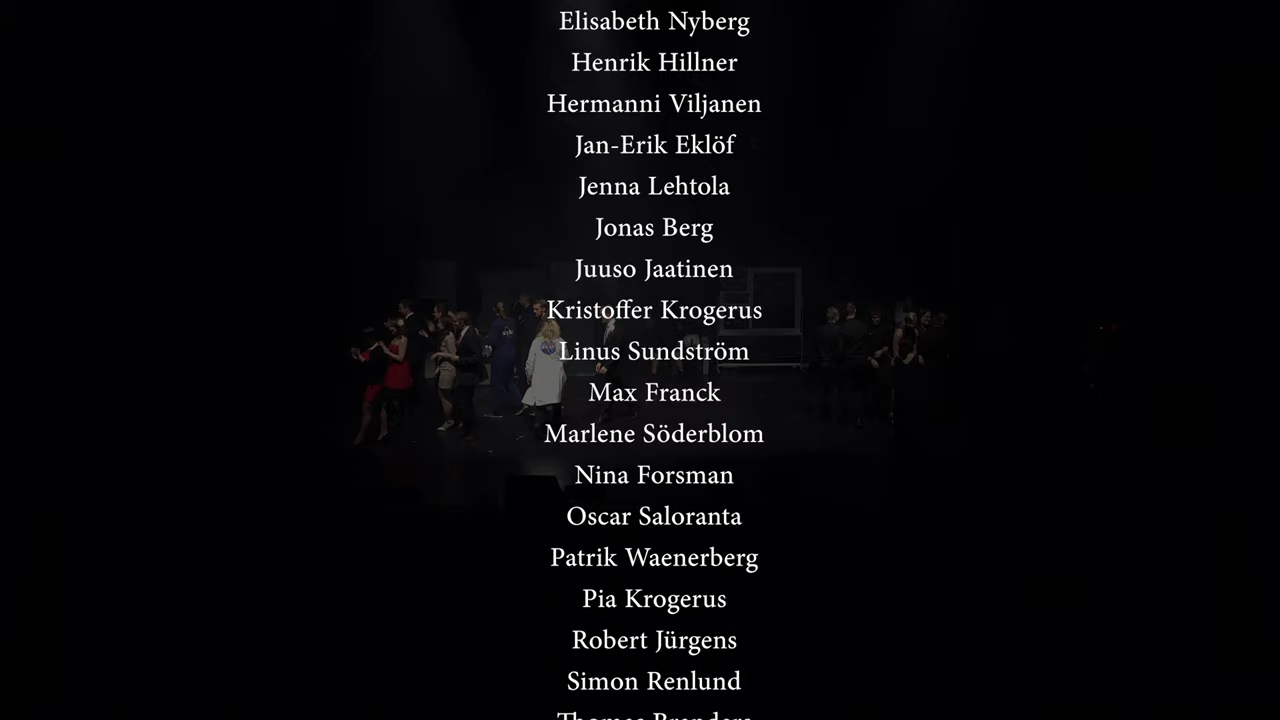 Elisabeth Nyberg
Henrik Hillner
Hermanni Viljanen
Jan-Erik Eklöf
Jenna Lehtola
Jonas Berg
Juuso Jaatinen
Kristoffer Krogerus
Linus Sundström
Max Franck
Marlene Söderblom
Nina Forsman
Oscar Saloranta
Patrik Waenerberg
Pia Krogerus
Robert Jürgens
Simon Renlund